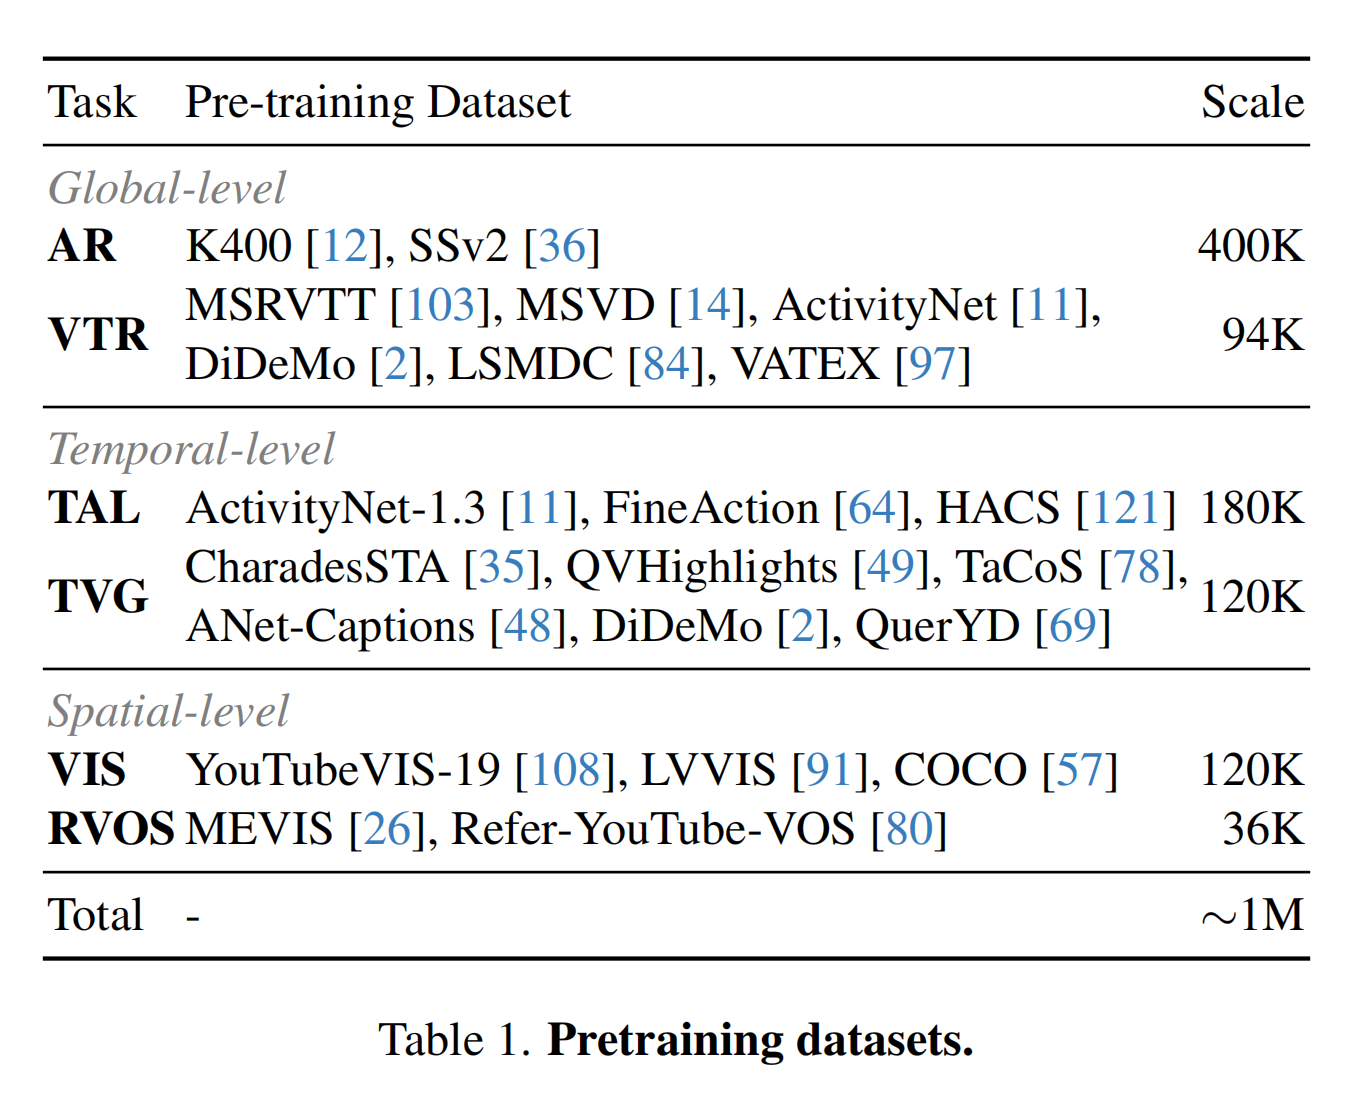 Task Pre-training Dataset Scale
Global-level
AR K400 [12], SSv2 [36] 400K
MSRVTT [103], MSVD [14], ActivityNet [11],
VTR 94K
DiDeMo [2], LSMDC [84], VATEX [97]
Temporal-level
TAL ActivityNet-1.3 [11], FineAction [64], HACS [121] 180K
CharadesSTA [35], QVHighlights [49], TaCoS [78],
TVG 120K
ANet-Captions [48], DiDeMo [2], QuerYD [69]
Spatial-level
VIS YouTubeVIS-19 [108], LVVIS [91], COCO [57] 120K
RVOS MEVIS [26], Refer-YouTube-VOS [80] 36K
Total - ~1M
Table 1. Pretraining datasets.